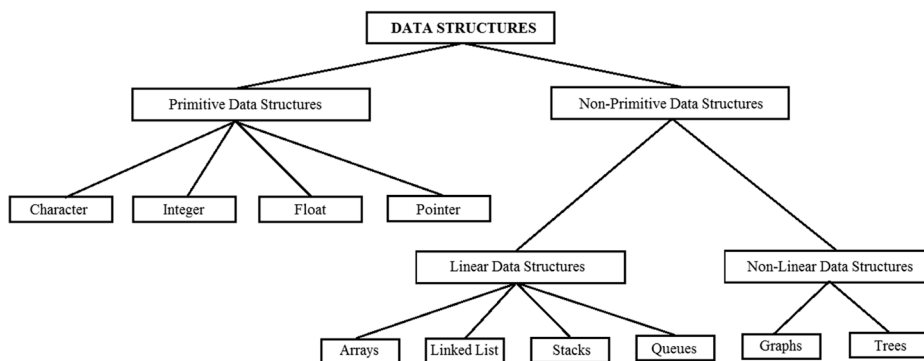 DATA STRUCTURES
Primitive Data Structures
Non-Primitive Data Structures
Character
Integer
Float
Pointer
Linear Data Structures
Non-Linear Data Structures
Arrays
Linked List
Stacks
Queues
Graphs
Trees